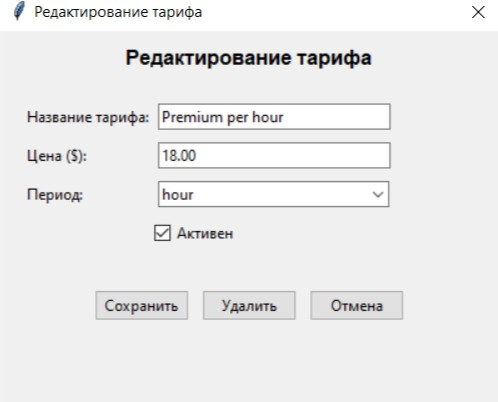 Редактирование тарифа
Редактирование тарифа
Название тарифа: Premium per hour
Цена ($): 18.00
Период: hour
Активен
Сохранить Удалить Отмена